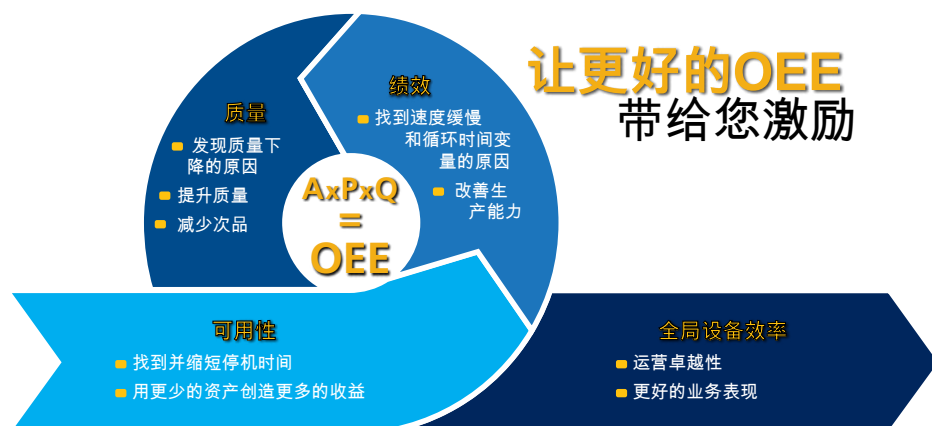 让更好的OEE
带给您激励
质量
发现质量下
降的原因
提升质量
减少次品
绩效
找到速度缓慢
和循环时间变
量的原因
改善生
产能力
AxPxQ
=
OEE
可用性
找到并缩短停机时间
用更少的资产创造更多的收益
全局设备效率
运营卓越性
更好的业务表现